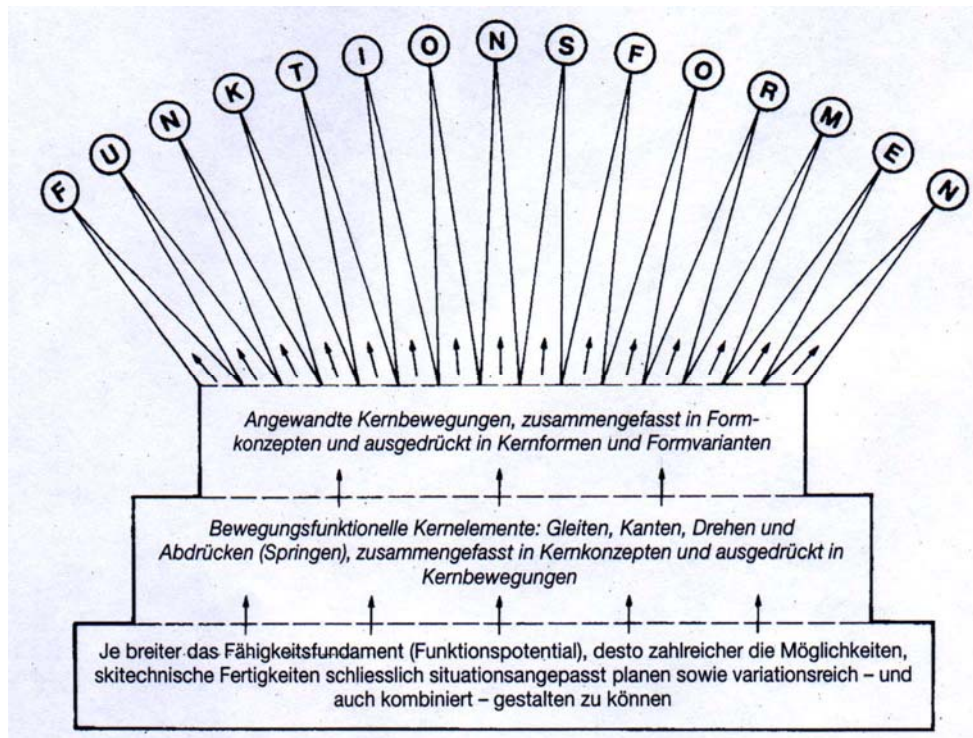 FUNKTIONSFORMEN
Angewandte Kernbewegungen, zusammengefasst in Form-
konzepten und ausgedrückt in Kernformen und Formvarianten
Bewegungsfunktionelle Kernelemente: Gleiten, Kanten, Drehen und
Abdrücken (Springen), zusammengefasst in Kernkonzepten und ausgedrückt in
Kernbewegungen
Je breiter das Fähigkeitsfundament (Funktionspotential), desto zahlreicher die Möglichkeiten,
skitechnische Fertigkeiten schliesslich situationsangepasst planen sowie variationsreich – und
auch kombiniert – gestalten zu können